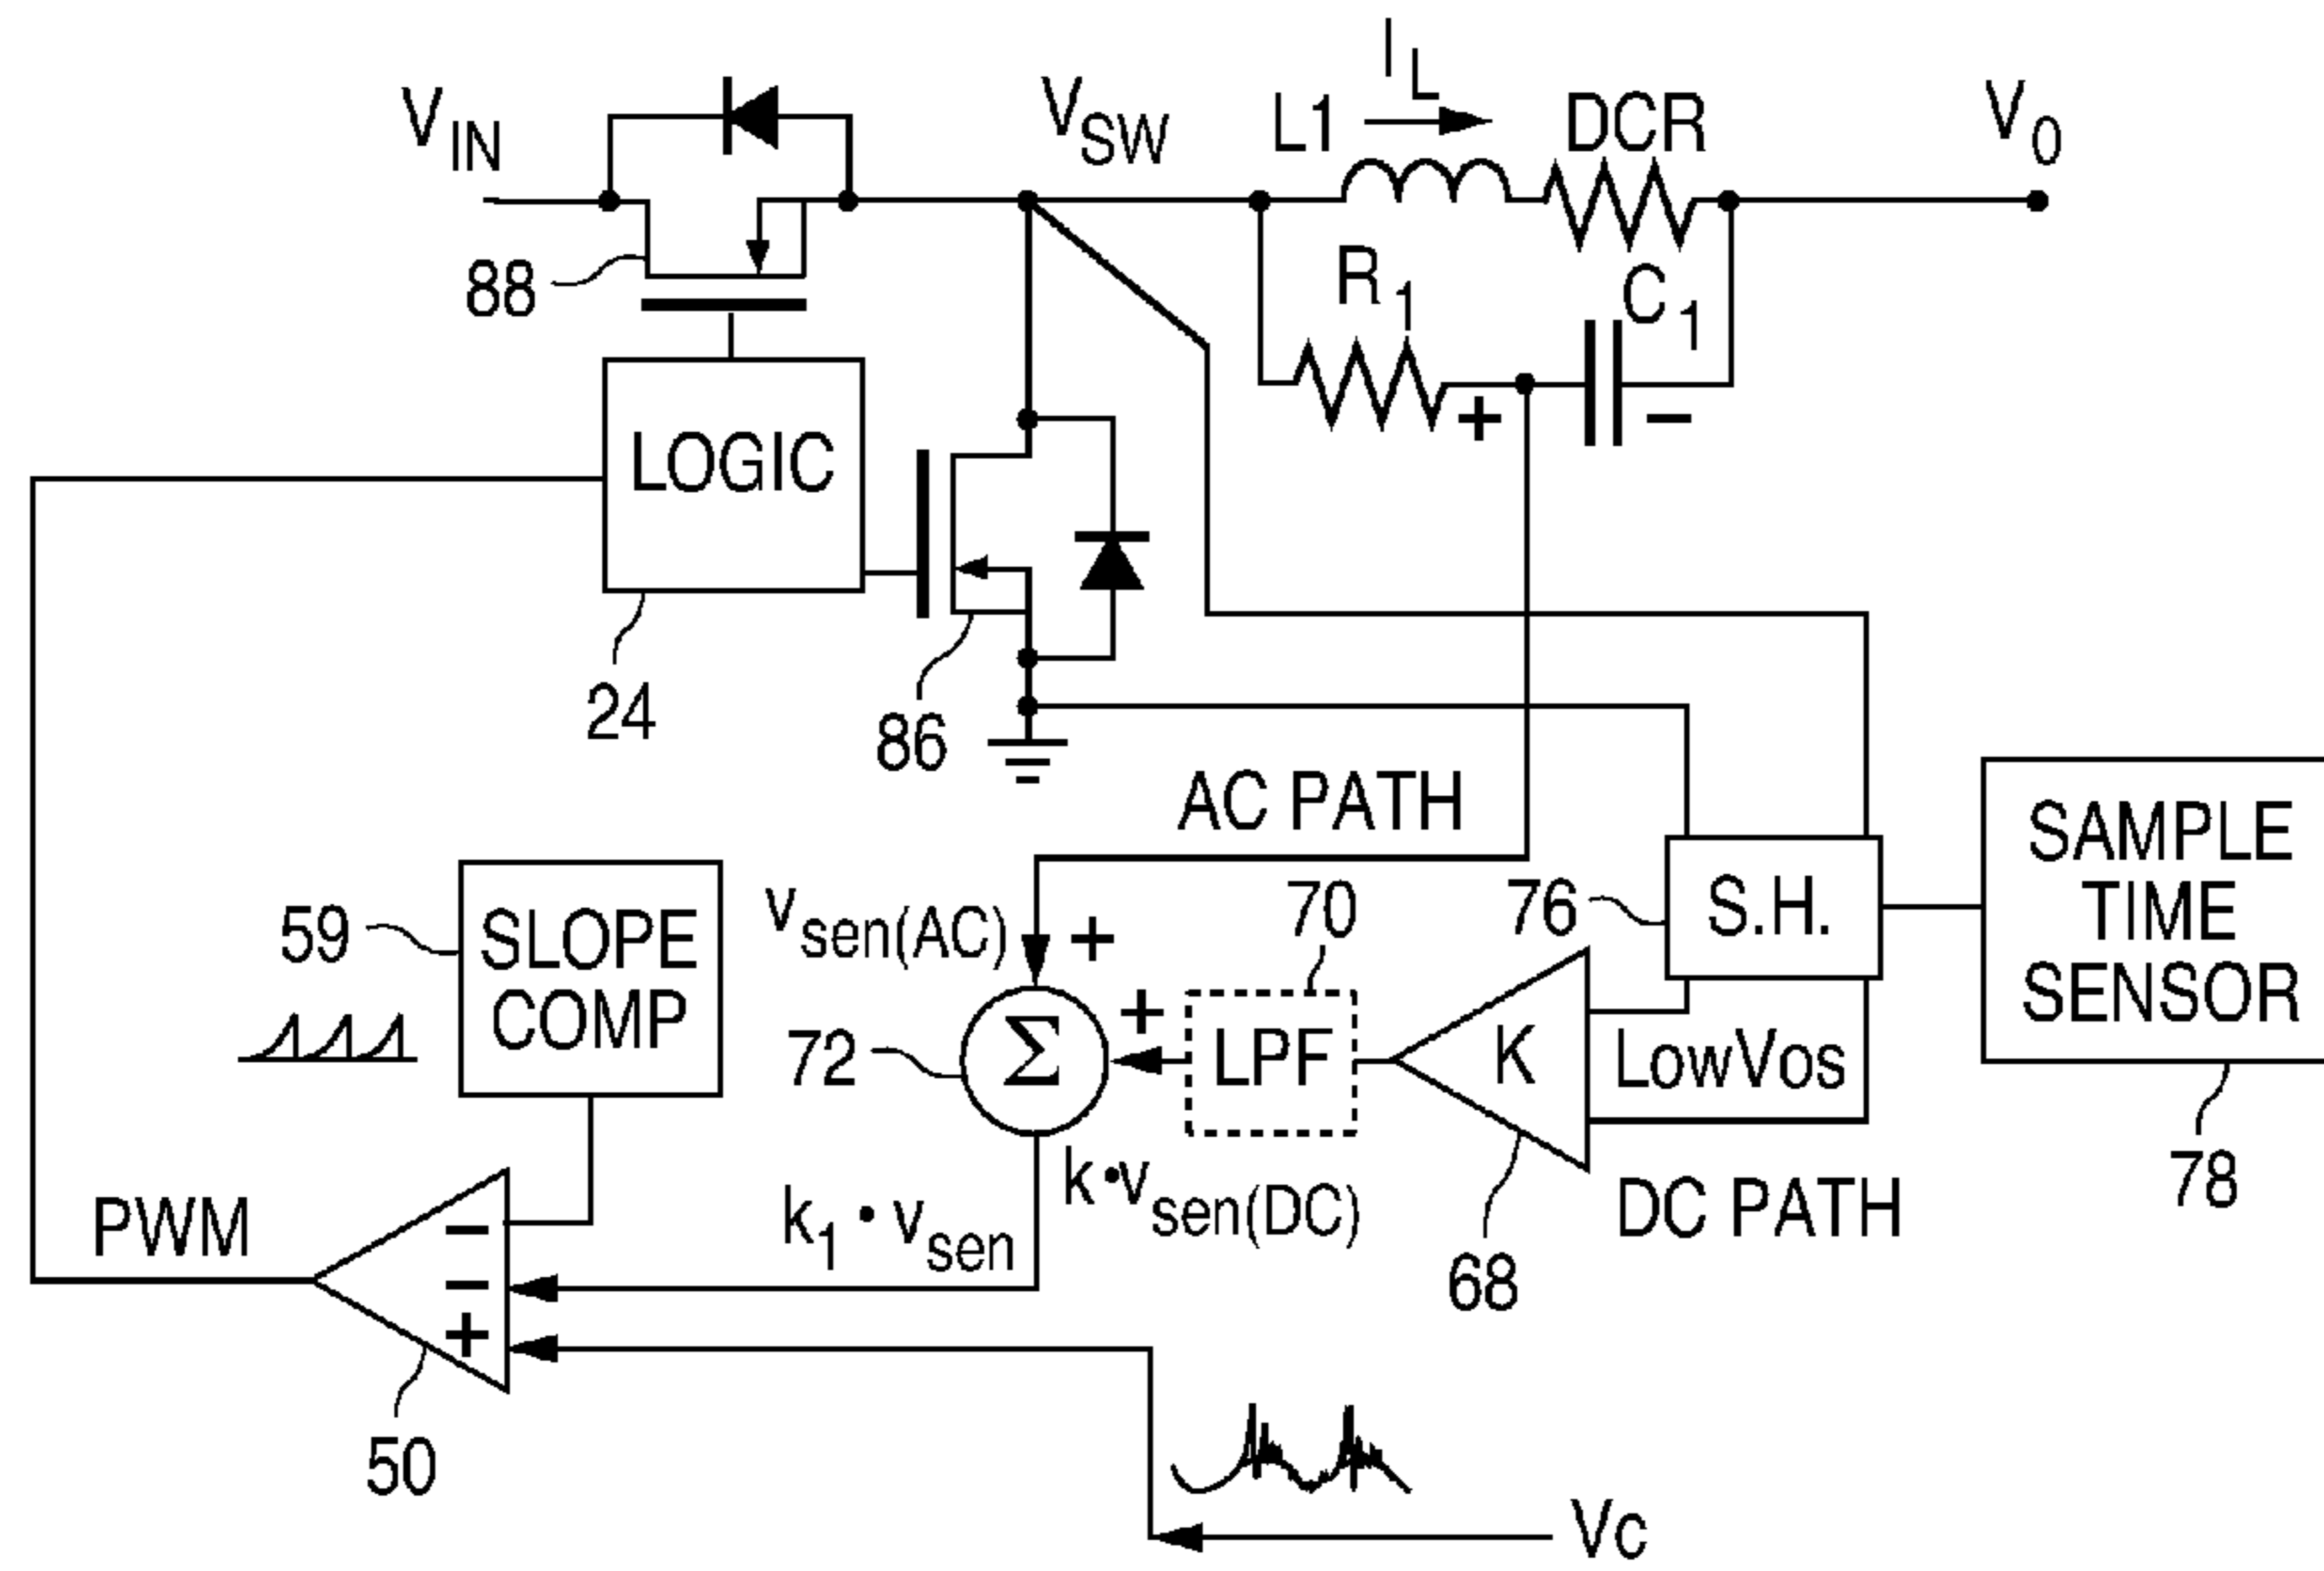 V_IN
V_SW
I_L
L1
DCR
V_0
88
R_1
C_1
+
−
LOGIC
24
86
AC PATH
SAMPLE
TIME
SENSOR
78
76
S.H.
59
SLOPE
COMP
v_sen(AC)
+
70
+
72
Σ
LPF
K
LowVos
k•v_sen(DC)
DC PATH
68
PWM
k_1•v_sen
−
−
+
50
V_C